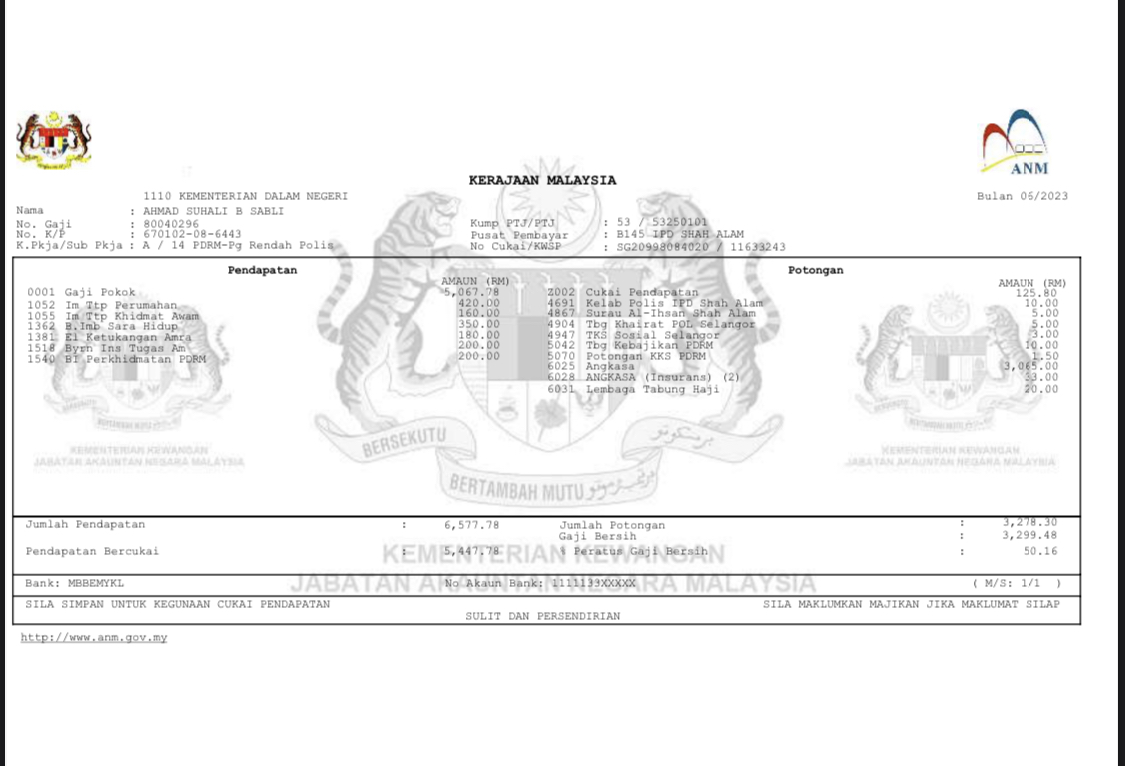 ANM
KERAJAAN MALAYSIA
1110 KEMENTERIAN DALAM NEGERI
Bulan 05/2023
Nama : AHMAD SUHALI B SABLI
No. Gaji : 80040296
Kump PTJ/PTJ : 53 / 53250101
No. K/P : 670102-08-6443
Pusat Pembayar : B145 IPD SHAH ALAM
K.Pkja/Sub Pkja : A / 14 PDRM-Pg Rendah Polis
No Cukai/KWSP : SG20998084020 / 11633243
Pendapatan Potongan
AMAUN (RM) AMAUN (RM)
0001 Gaji Pokok 5,067.78 Z002 Cukai Pendapatan 125.80
1052 Im Ttp Perumahan 420.00 4691 Kelab Polis IPD Shah Alam 10.00
1055 Im Ttp Khidmat Awam 160.00 4867 Surau Al-Ihsan Shah Alam 5.00
1362 B.Imb Sara Hidup 350.00 4904 Tbg Khairat POL Selangor 5.00
1381 El Ketukangan Amra 180.00 4947 TKS Sosial Selangor 3.00
1518 Byrn Ins Tugas Am 200.00 5042 Tbg Kebajikan PDRM 10.00
1540 BI Perkhidmatan PDRM 200.00 5070 Potongan KKS PDRM 1.50
6025 Angkasa 3,065.00
6028 ANGKASA (Insurans) (2) 33.00
6031 Lembaga Tabung Haji 20.00
BERSEKUTU
BERTAMBAH MUTU
KEMENTERIAN KEWANGAN
JABATAN AKAUNTAN NEGARA MALAYSIA
KEMENTERIAN KEWANGAN
JABATAN AKAUNTAN NEGARA MALAYSIA
Jumlah Pendapatan : 6,577.78 Jumlah Potongan : 3,278.30
Gaji Bersih : 3,299.48
Pendapatan Bercukai : 5,447.78 % Peratus Gaji Bersih : 50.16
KEMENTERIAN KEWANGAN
JABATAN AKAUNTAN NEGARA MALAYSIA
Bank: MBBEMYKL No Akaun Bank: 1111133XXXXX ( M/S: 1/1 )
SILA SIMPAN UNTUK KEGUNAAN CUKAI PENDAPATAN SILA MAKLUMKAN MAJIKAN JIKA MAKLUMAT SILAP
SULIT DAN PERSENDIRIAN
http://www.anm.gov.my